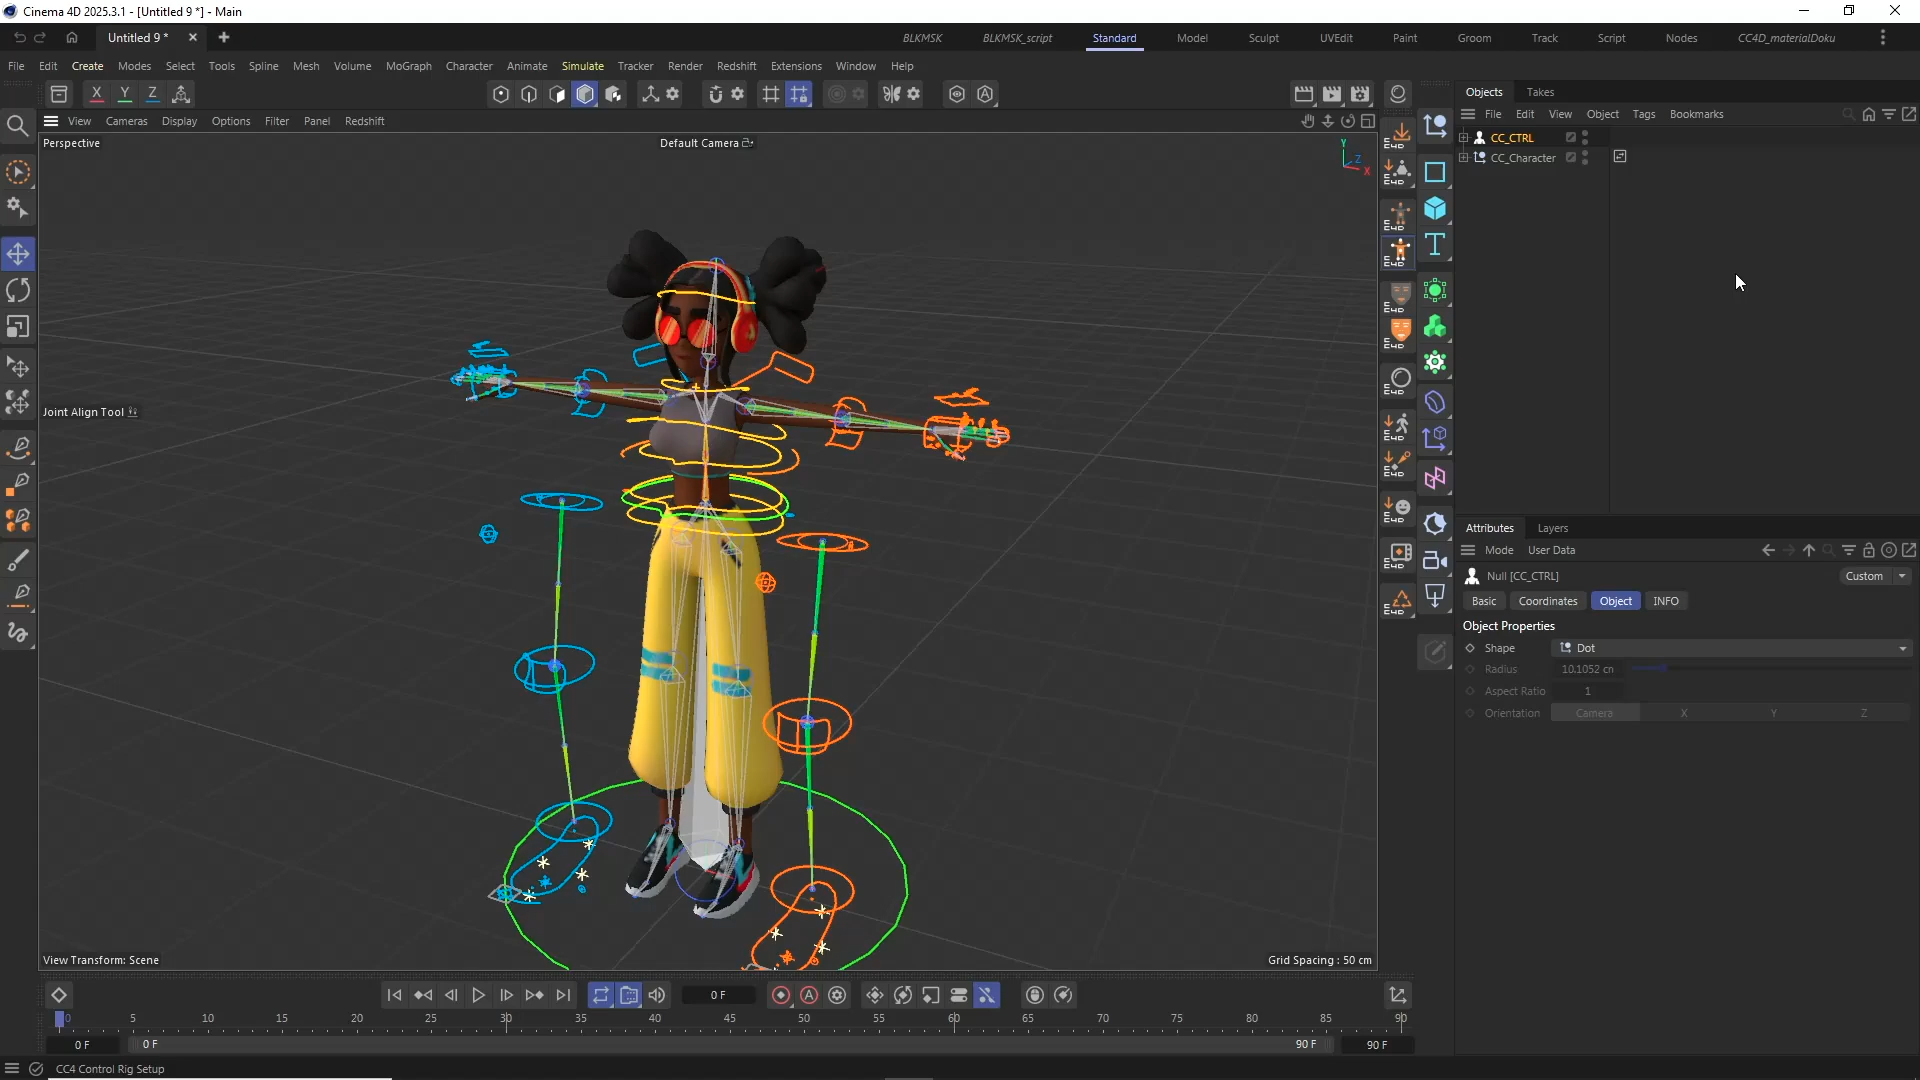 Cinema 4D 2025.3.1 - [Untitled 9 *] - Main
Untitled 9 *
BLKMSK
BLKMSK_script
Standard
Model
Sculpt
UVEdit
Paint
Groom
Track
Script
Nodes
CC4D_materialDoku
File Edit Create Modes Select Tools Spline Mesh Volume MoGraph Character Animate Simulate Tracker Render Redshift Extensions Window Help
X Y Z
View Cameras Display Options Filter Panel Redshift
Perspective
Default Camera
Y
Z
X
Joint Align Tool
View Transform: Scene
Grid Spacing : 50 cm
Objects Takes
File Edit View Object Tags Bookmarks
CC_CTRL
CC_Character
Attributes Layers
Mode User Data
Null [CC_CTRL]
Custom
Basic Coordinates Object INFO
Object Properties
Shape Dot
Radius 10.1052 cm
Aspect Ratio 1
Orientation Camera X Y Z
0 F
0 5 10 15 20 25 30 35 40 45 50 55 60 65 70 75 80 85 90
0 F 0 F 90 F 90 F
CC4 Control Rig Setup